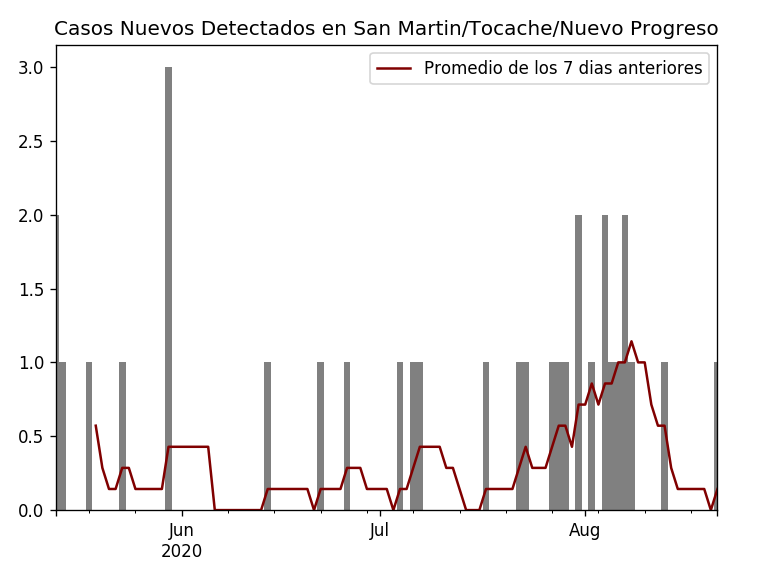 Casos Nuevos Detectados en San Martin/Tocache/Nuevo Progreso
Promedio de los 7 dias anteriores
3.0
2.5
2.0
1.5
1.0
0.5
0.0
Jun
2020
Jul
Aug